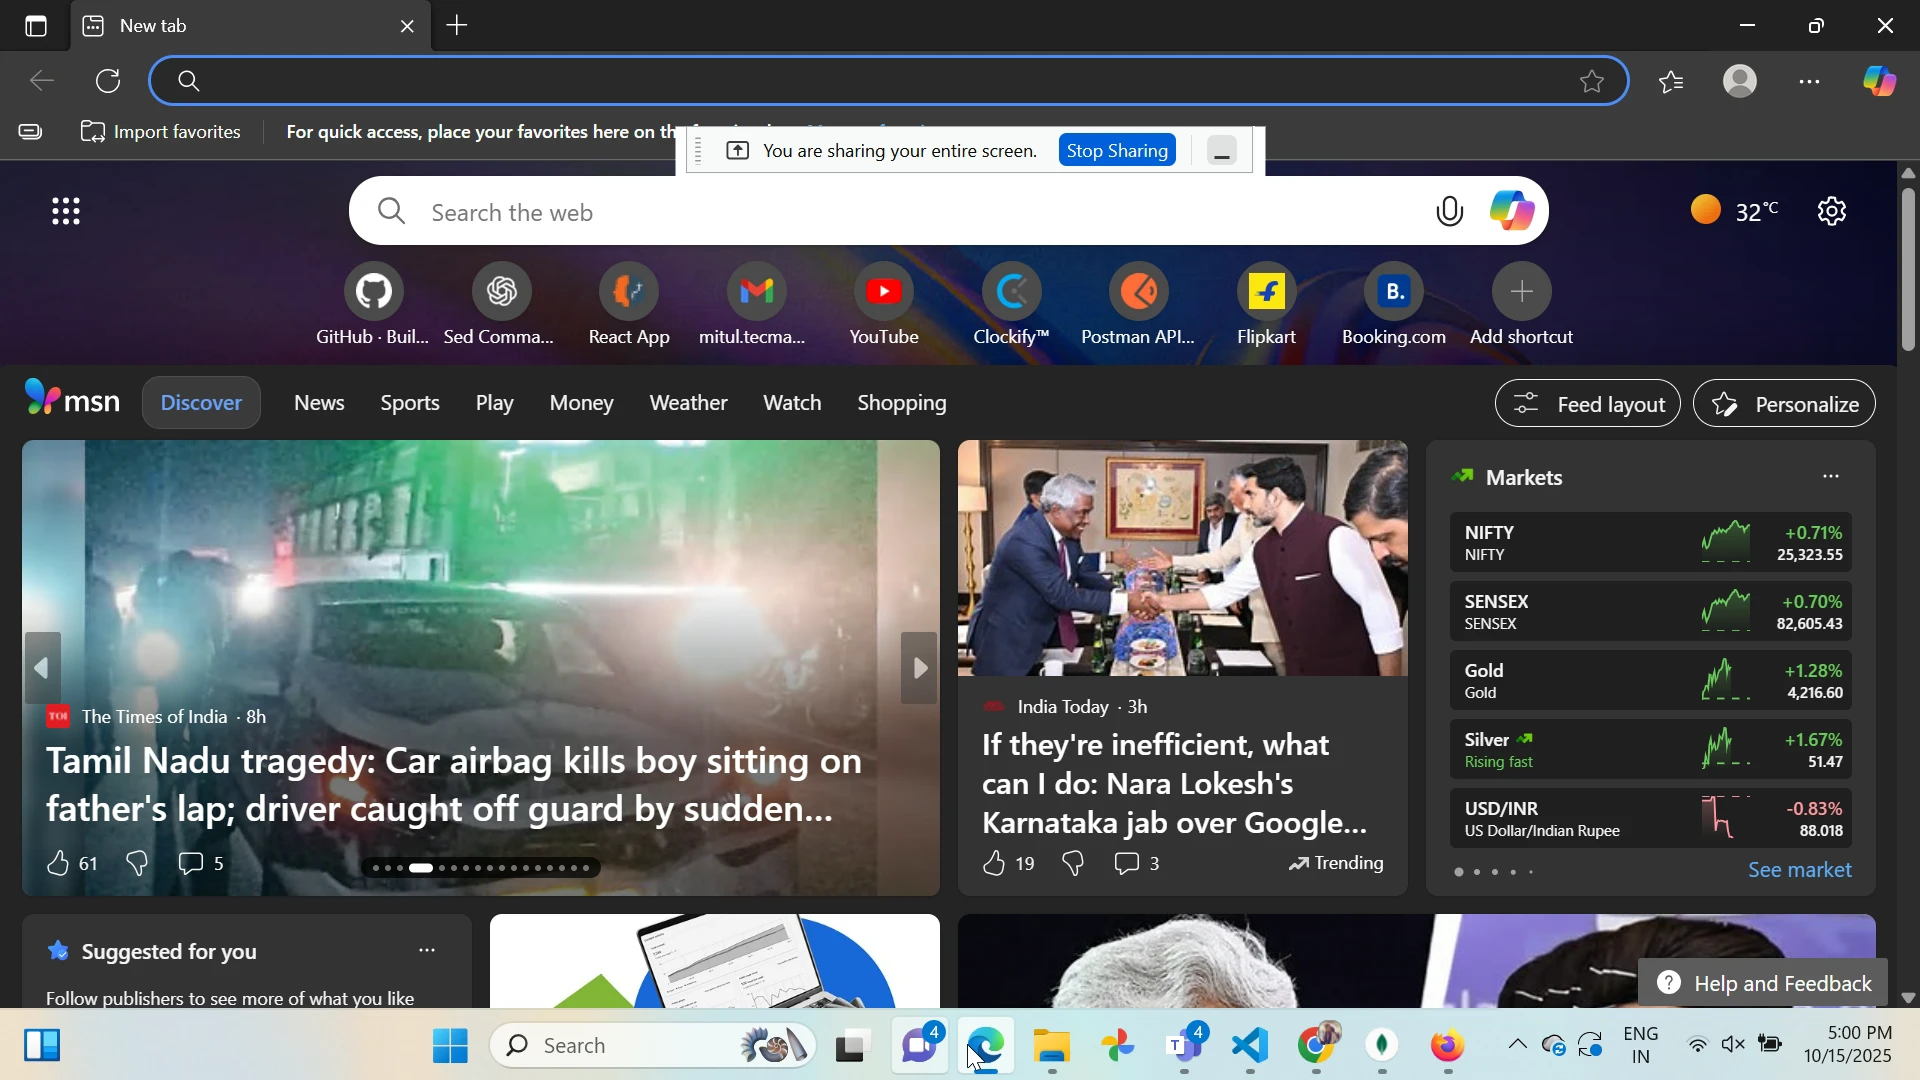 New tab
Import favorites
For quick access, place your favorites here on th
You are sharing your entire screen.
Stop Sharing
Search the web
32°C
GitHub · Buil...
Sed Comma...
React App
mitul.tecma...
YouTube
Clockify™
Postman API...
Flipkart
B.
Booking.com
Add shortcut
msn
Discover
News
Sports
Play
Money
Weather
Watch
Shopping
Feed layout
Personalize
TOI
The Times of India · 8h
Tamil Nadu tragedy: Car airbag kills boy sitting on
father's lap; driver caught off guard by sudden...
61
5
India Today · 3h
If they're inefficient, what
can I do: Nara Lokesh's
Karnataka jab over Google...
19
3
Trending
Markets
NIFTY
+0.71%
NIFTY
25,323.55
SENSEX
+0.70%
SENSEX
82,605.43
Gold
+1.28%
Gold
4,216.60
Silver
+1.67%
Rising fast
51.47
USD/INR
-0.83%
US Dollar/Indian Rupee
88.018
See market
Suggested for you
Follow publishers to see more of what you like
Help and Feedback
Search
4
4
ENG
IN
5:00 PM
10/15/2025